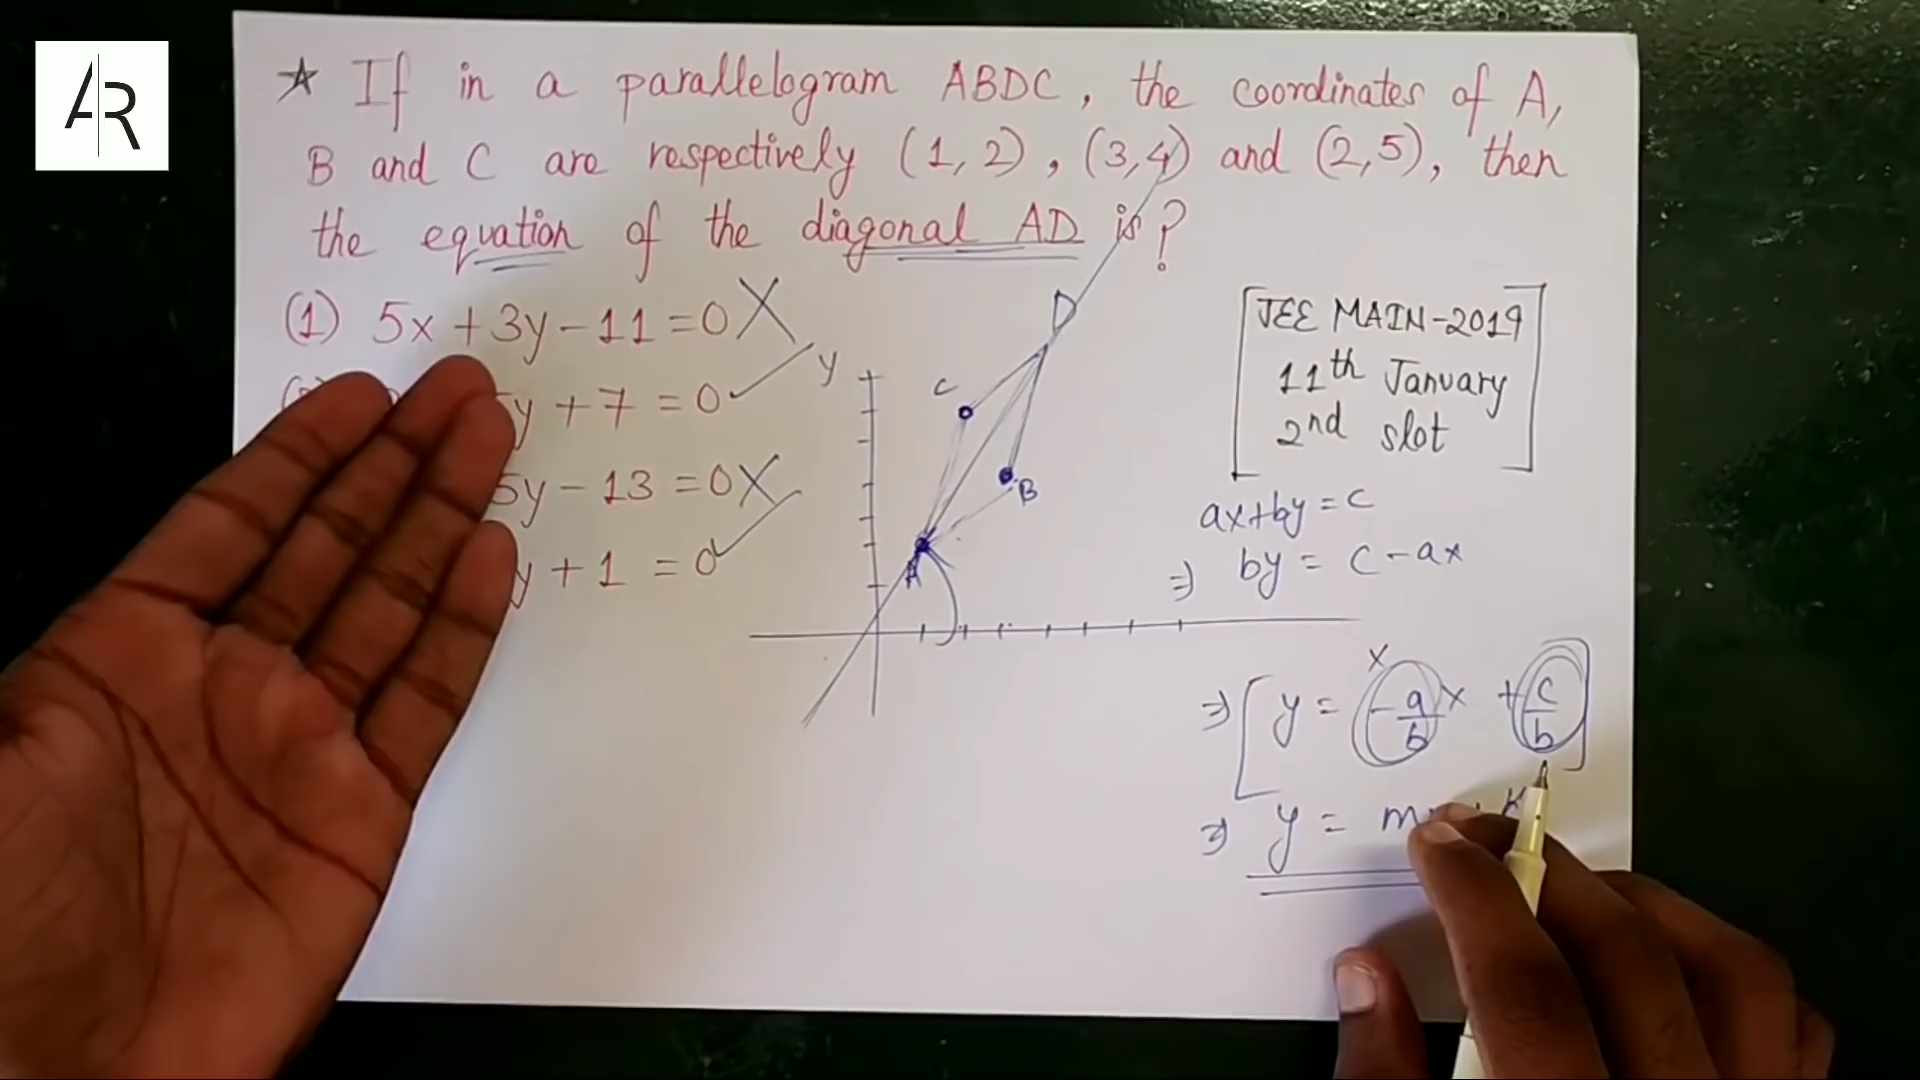 AR
★ If in a parallelogram ABDC, the coordinates of A,
B and C are respectively (1,2), (3,4) and (2,5), then
the equation of the diagonal AD is?
(1) 5x+3y-11=0 X
y+7=0 ✓
5y-13=0 X
y+1=0 ✓
y
C
D
B
A
[JEE MAIN-2019
11th January
2nd slot]
ax+by=c
⇒ by = c-ax
x
⇒ [y = -a/b x + c/b]
⇒ y =